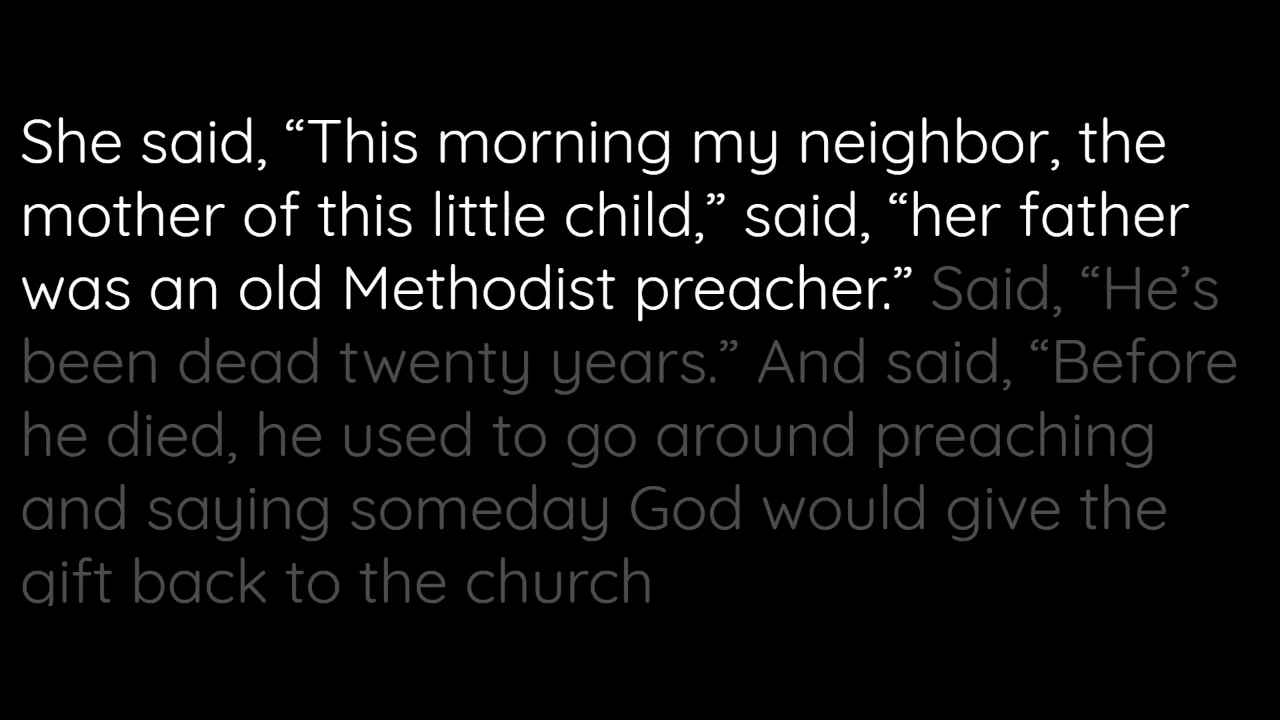 She said, “This morning my neighbor, the
mother of this little child,” said, “her father
was an old Methodist preacher.” Said, “He’s
been dead twenty years.” And said, “Before
he died, he used to go around preaching
and saying someday God would give the
gift back to the church